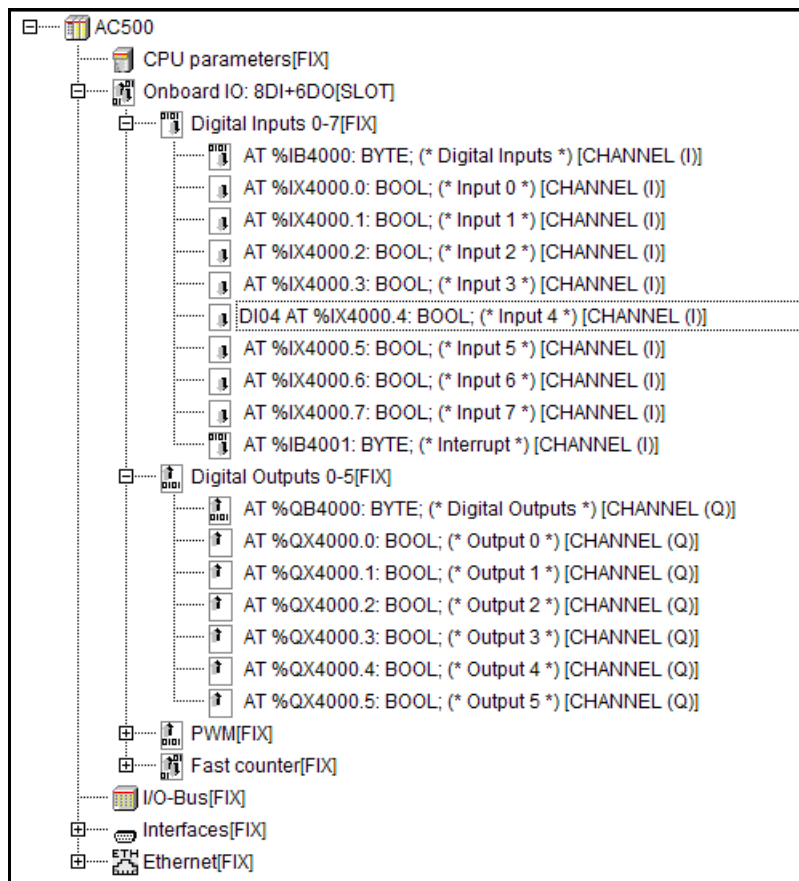 AC500
CPU parameters[FIX]
Onboard IO: 8DI+6DO[SLOT]
Digital Inputs 0-7[FIX]
AT %IB4000: BYTE; (* Digital Inputs *) [CHANNEL (I)]
AT %IX4000.0: BOOL; (* Input 0 *) [CHANNEL (I)]
AT %IX4000.1: BOOL; (* Input 1 *) [CHANNEL (I)]
AT %IX4000.2: BOOL; (* Input 2 *) [CHANNEL (I)]
AT %IX4000.3: BOOL; (* Input 3 *) [CHANNEL (I)]
DI04 AT %IX4000.4: BOOL; (* Input 4 *) [CHANNEL (I)]
AT %IX4000.5: BOOL; (* Input 5 *) [CHANNEL (I)]
AT %IX4000.6: BOOL; (* Input 6 *) [CHANNEL (I)]
AT %IX4000.7: BOOL; (* Input 7 *) [CHANNEL (I)]
AT %IB4001: BYTE; (* Interrupt *) [CHANNEL (I)]
Digital Outputs 0-5[FIX]
AT %QB4000: BYTE; (* Digital Outputs *) [CHANNEL (Q)]
AT %QX4000.0: BOOL; (* Output 0 *) [CHANNEL (Q)]
AT %QX4000.1: BOOL; (* Output 1 *) [CHANNEL (Q)]
AT %QX4000.2: BOOL; (* Output 2 *) [CHANNEL (Q)]
AT %QX4000.3: BOOL; (* Output 3 *) [CHANNEL (Q)]
AT %QX4000.4: BOOL; (* Output 4 *) [CHANNEL (Q)]
AT %QX4000.5: BOOL; (* Output 5 *) [CHANNEL (Q)]
PWM[FIX]
Fast counter[FIX]
I/O-Bus[FIX]
Interfaces[FIX]
ETH Ethernet[FIX]